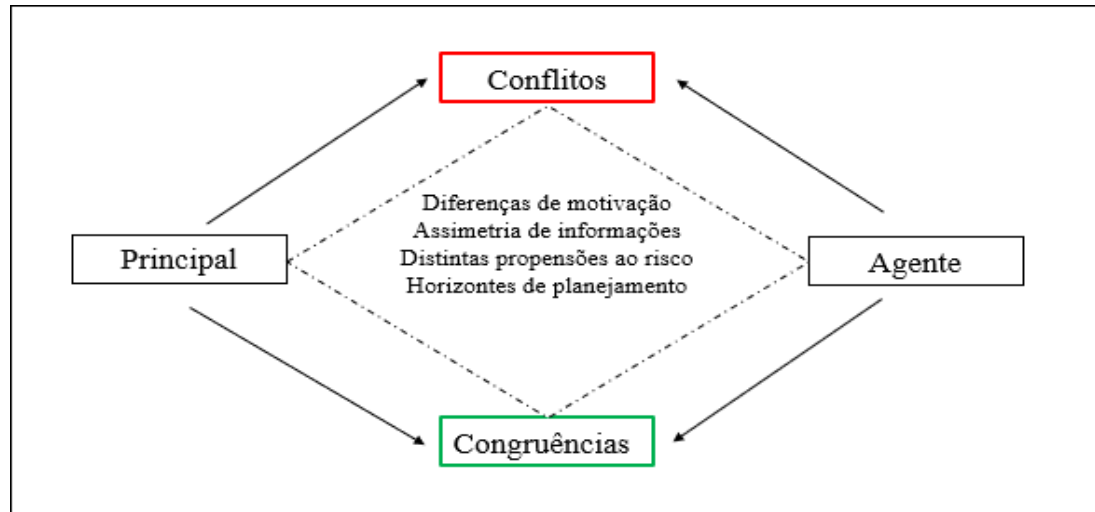 Conflitos
Diferenças de motivação
Assimetria de informações
Distintas propensões ao risco
Horizontes de planejamento
Principal
Agente
Congruências